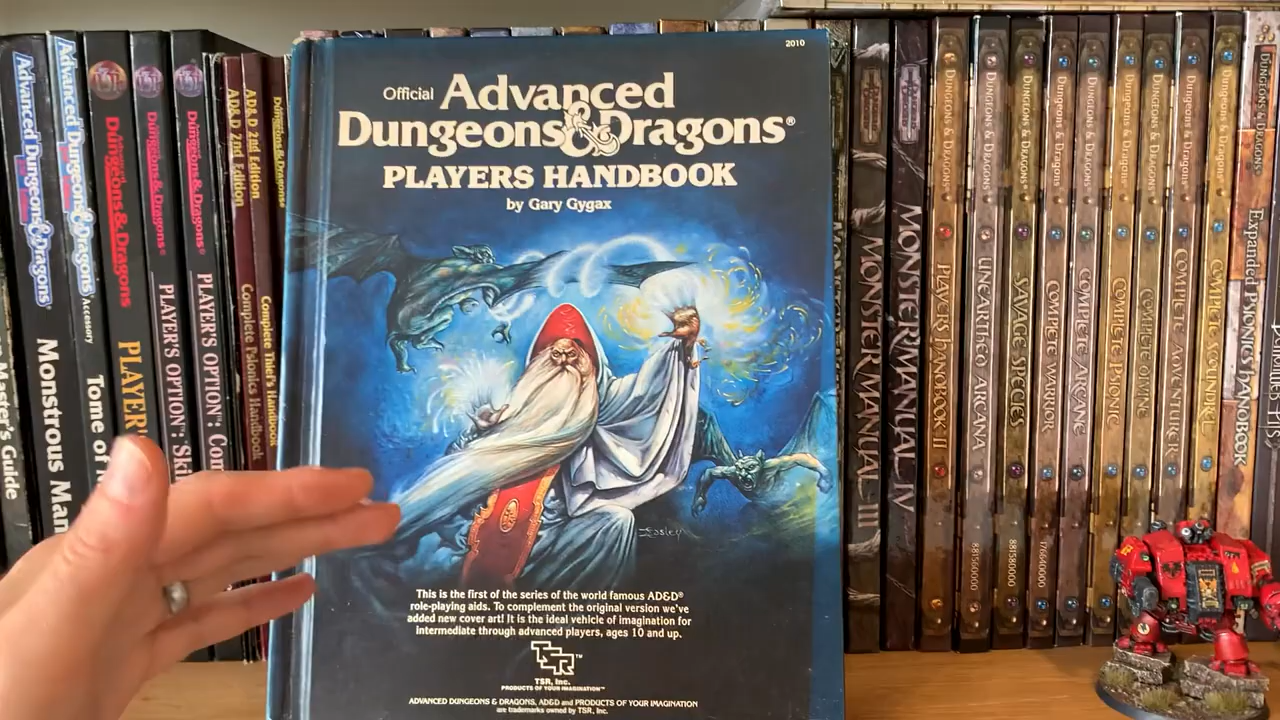 2010
Official Advanced
Dungeons & Dragons®
PLAYERS HANDBOOK
by Gary Gygax
Easley
This is the first of the series of the world famous AD&D®
role-playing aids. To complement the original version we've
added new cover art! It is the ideal vehicle of imagination for
intermediate through advanced players, ages 10 and up.
TSR™
TSR, Inc.
PRODUCTS OF YOUR IMAGINATION™
ADVANCED DUNGEONS & DRAGONS, AD&D and PRODUCTS OF YOUR IMAGINATION
are trademarks owned by TSR, Inc.
Master's Guide
Advanced Dungeons & Dragons
Monstrous Man
Advanced Dungeons & Dragons
Accessory
Tome of
Dungeons & Dragons
PLAYER'
Dungeons & Dragons
PLAYER'S OPTION™: Ski
Dungeons & Dragons
PLAYER'S OPTION™: Com
AD&D 2nd Edition
AD&D 2nd Edition
Complete Psionics Handbook
Dungeons & Dragons
Complete Thief's Handbook
MONSTER MANUAL III
MONSTER MANUAL IV
Dungeons & Dragons
PLAYER'S HANDBOOK II
Dungeons & Dragons
UNEARTHED ARCANA
881560000
Dungeons & Dragons
SAVAGE SPECIES
881580000
Dungeons & Dragons
COMPLETE WARRIOR
176640000
Dungeons & Dragons
COMPLETE ARCANE
Dungeons & Dragons
COMPLETE PSIONIC
Dungeons & Dragons
COMPLETE DIVINE
Dungeons & Dragons
COMPLETE ADVENTURER
Dungeons & Dragons
COMPLETE SCOUNDREL
Dungeons & Dragons
Expanded Psionics Handbook